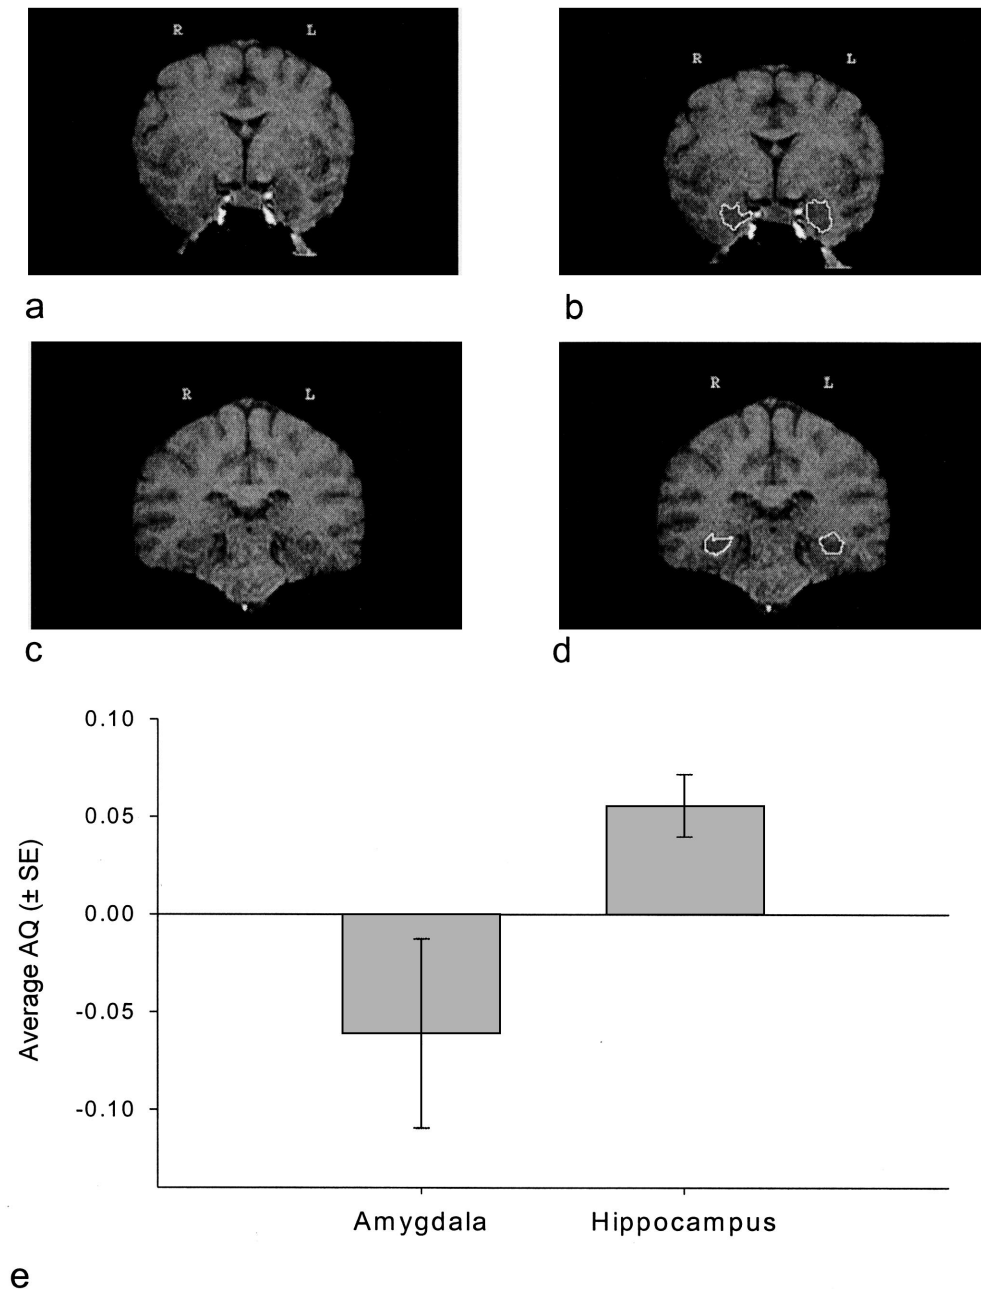 R L
R L
a
b
R L
R L
c
d
0.10
0.05
0.00
-0.05
-0.10
Average AQ (± SE)
Amygdala Hippocampus
e